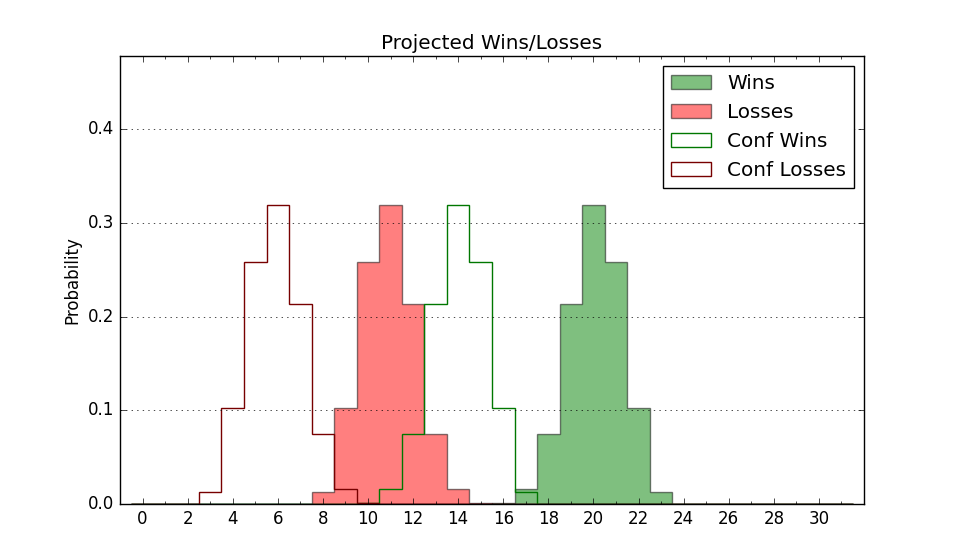 Projected Wins/Losses
Wins
Losses
Conf Wins
Conf Losses
Probability
0.4
0.3
0.2
0.1
0.0
0 2 4 6 8 10 12 14 16 18 20 22 24 26 28 30